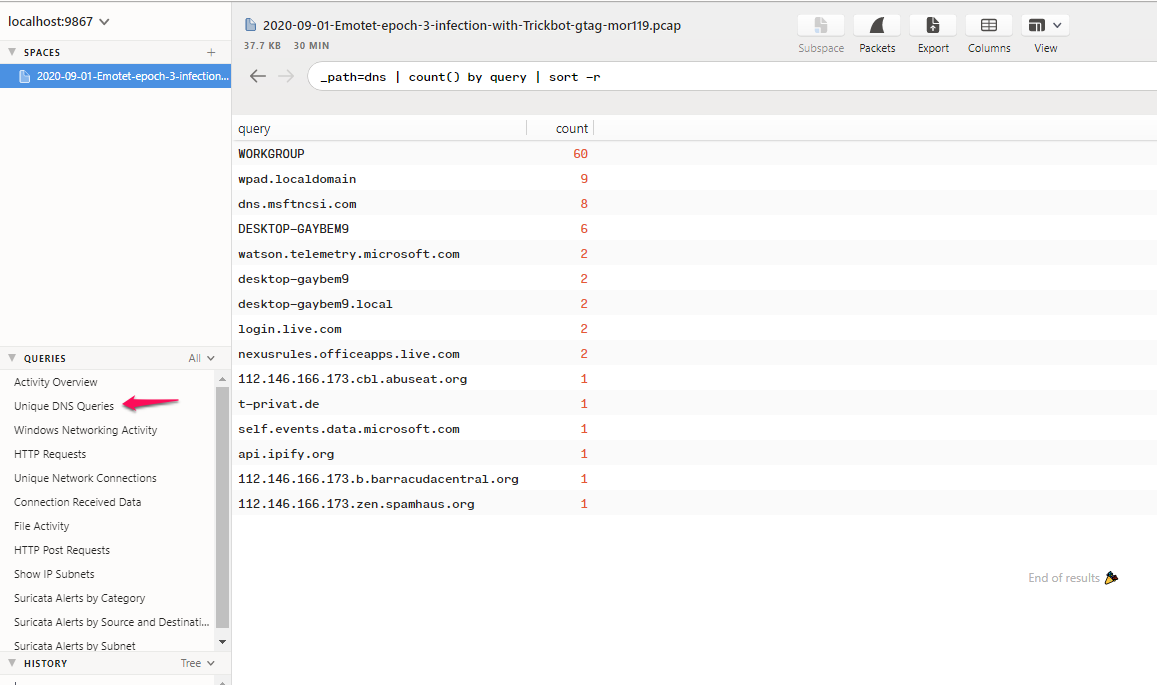 localhost:9867
SPACES +
2020-09-01-Emotet-epoch-3-infection...
QUERIES All
Activity Overview
Unique DNS Queries
Windows Networking Activity
HTTP Requests
Unique Network Connections
Connection Received Data
File Activity
HTTP Post Requests
Show IP Subnets
Suricata Alerts by Category
Suricata Alerts by Source and Destinati...
Suricata Alerts by Subnet
HISTORY Tree
2020-09-01-Emotet-epoch-3-infection-with-Trickbot-gtag-mor119.pcap
37.7 KB 30 MIN
Subspace Packets Export Columns View
_path=dns | count() by query | sort -r
query count
WORKGROUP 60
wpad.localdomain 9
dns.msftncsi.com 8
DESKTOP-GAYBEM9 6
watson.telemetry.microsoft.com 2
desktop-gaybem9 2
desktop-gaybem9.local 2
login.live.com 2
nexusrules.officeapps.live.com 2
112.146.166.173.cbl.abuseat.org 1
t-privat.de 1
self.events.data.microsoft.com 1
api.ipify.org 1
112.146.166.173.b.barracudacentral.org 1
112.146.166.173.zen.spamhaus.org 1
End of results